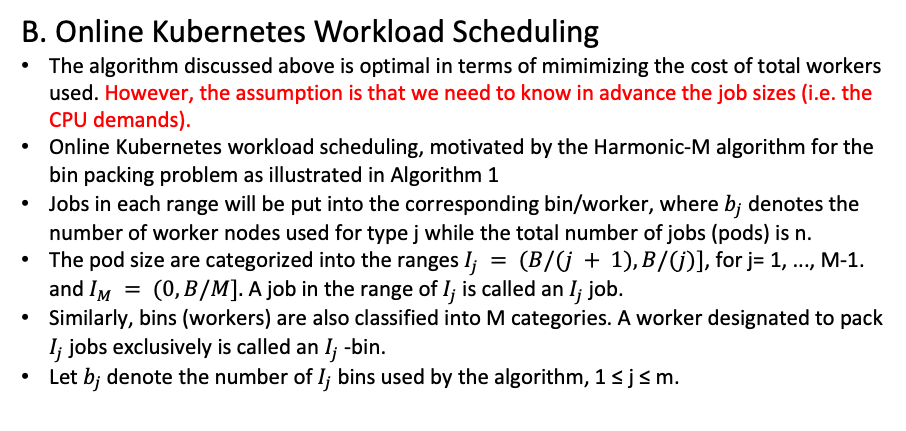 B. Online Kubernetes Workload Scheduling
• The algorithm discussed above is optimal in terms of mimimizing the cost of total workers
used. However, the assumption is that we need to know in advance the job sizes (i.e. the
CPU demands).
• Online Kubernetes workload scheduling, motivated by the Harmonic-M algorithm for the
bin packing problem as illustrated in Algorithm 1
• Jobs in each range will be put into the corresponding bin/worker, where b_j denotes the
number of worker nodes used for type j while the total number of jobs (pods) is n.
• The pod size are categorized into the ranges I_j = (B/(j + 1), B/(j)], for j= 1, ..., M-1.
and I_M = (0, B/M]. A job in the range of I_j is called an I_j job.
• Similarly, bins (workers) are also classified into M categories. A worker designated to pack
I_j jobs exclusively is called an I_j -bin.
• Let b_j denote the number of I_j bins used by the algorithm, 1 ≤ j ≤ m.